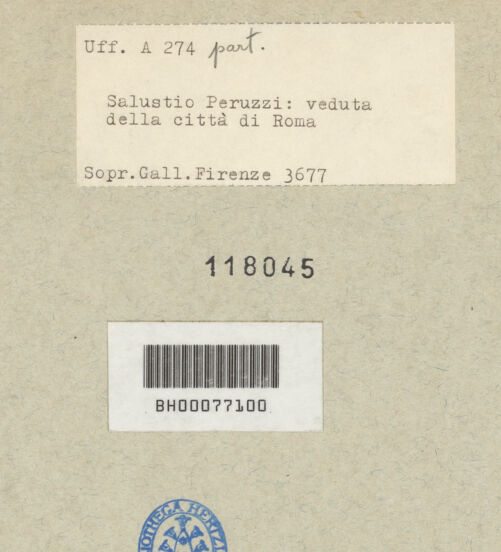 Uff. A 274 part.
Salustio Peruzzi: veduta
della città di Roma
Sopr.Gall.Firenze 3677
118045
BH00077100